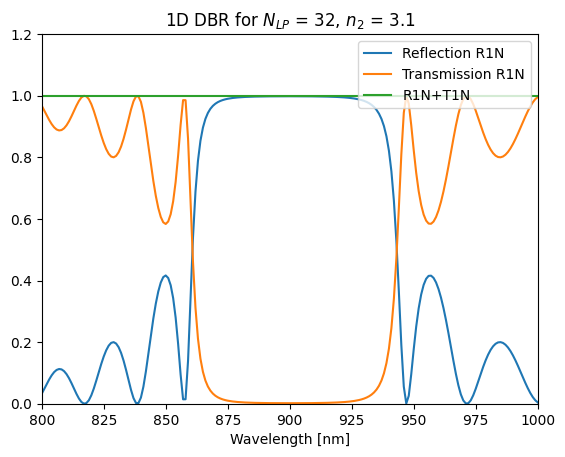 1D DBR for N_LP = 32, n_2 = 3.1
1.2
1.0
0.8
0.6
0.4
0.2
0.0
Reflection R1N
Transmission R1N
R1N+T1N
800 825 850 875 900 925 950 975 1000
Wavelength [nm]